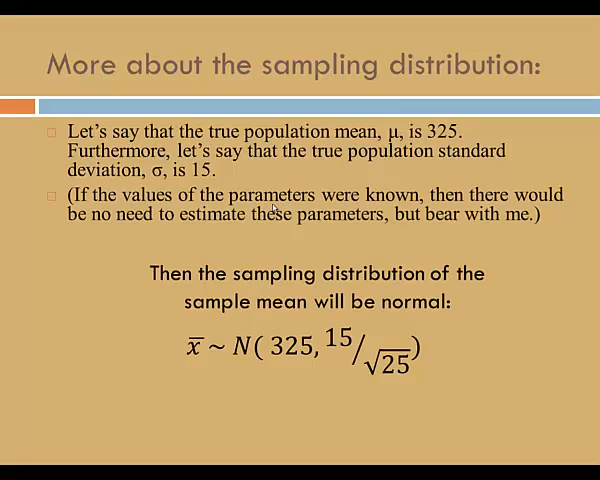 More about the sampling distribution:
Let's say that the true population mean, μ, is 325.
Furthermore, let's say that the true population standard
deviation, σ, is 15.
(If the values of the parameters were known, then there would
be no need to estimate these parameters, but bear with me.)
Then the sampling distribution of the
sample mean will be normal:
x̅ ~ N( 325, 15/√25)